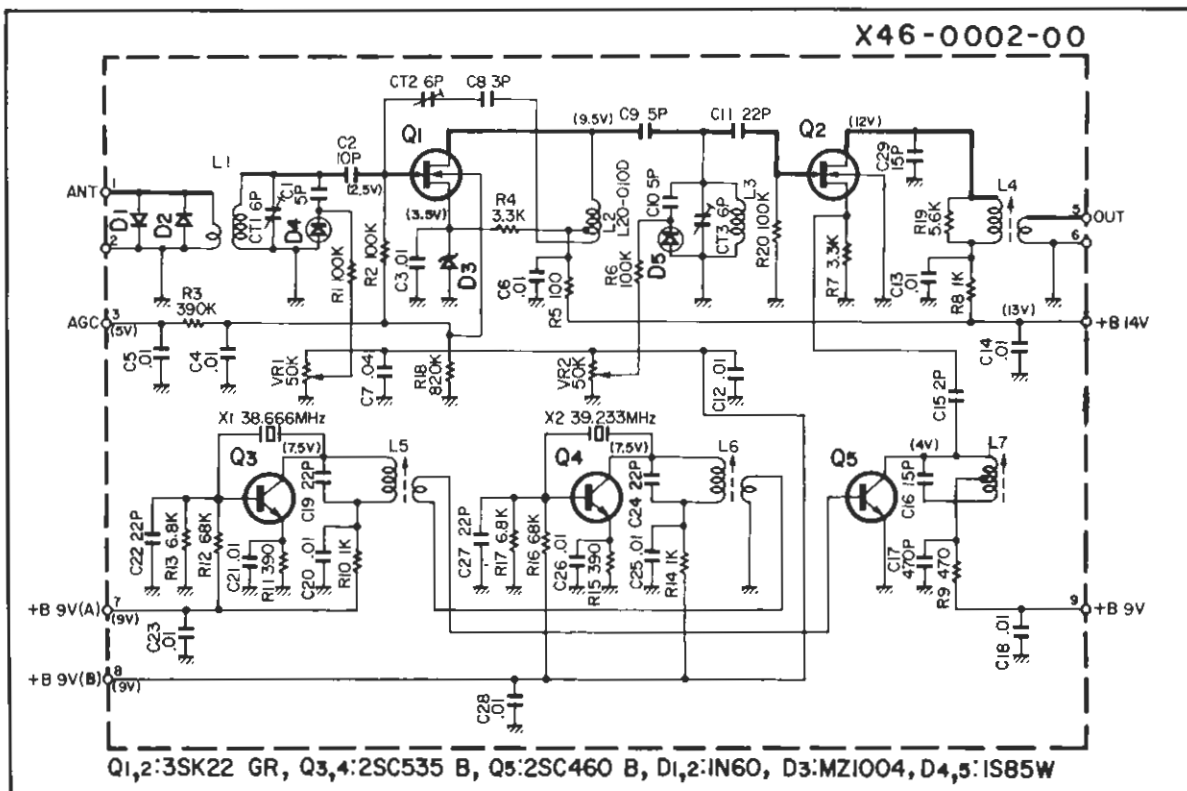 X46-0002-00
CT2 6P
C8 3P
(9.5V)
C9 5P
C11 22P
Q1
Q2
(12V)
C29
15P
C2
10P
L1
(2.5V)
ANT
1
D1
D2
2
CT1 6P
C1
5P
D4
R1 100K
R2 100K
(3.5V)
C3 .01
D3
R4
3.3K
L2
L20-010D
C6
.01
R5 100
C10 5P
R6
100K
D5
CT3 6P
L3
R20 100K
R7 3.3K
R19
5.6K
L4
C13
.01
R8 1K
5
OUT
6
AGC
3
(5V)
R3
390K
C5
.01
C4
.01
VR1
50K
C7 .04
R18
820K
VR2
50K
C12 .01
(13V)
C14
.01
+B 14V
X1 38.666MHz
(7.5V)
Q3
L5
C19 22P
C22 22P
R13 6.8K
R12 68K
C21 .01
R11 390
C20 .01
R10 1K
X2 39.233MHz
(7.5V)
Q4
L6
C24 22P
C27 22P
R17 6.8K
R16 68K
C26 .01
R15 390
C25 .01
R14 1K
C15 2P
Q5
(4V)
L7
C16 15P
C17
470P
R9 470
+B 9V(A)
7
(9V)
C23
.01
9
+B 9V
C18 .01
+B 9V(B)
8
(9V)
C28
.01
Q1,2:3SK22 GR, Q3,4:2SC535 B, Q5:2SC460 B, D1,2:1N60, D3:MZ1004, D4,5:1S85W